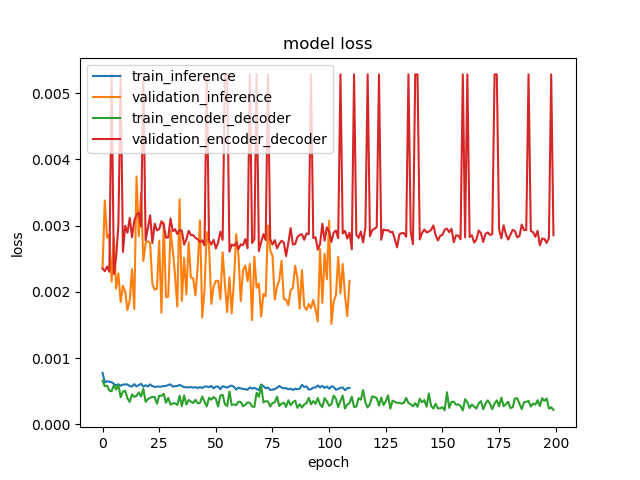 model loss
train_inference
validation_inference
train_encoder_decoder
validation_encoder_decoder
loss
0.005
0.004
0.003
0.002
0.001
0.000
0 25 50 75 100 125 150 175 200
epoch